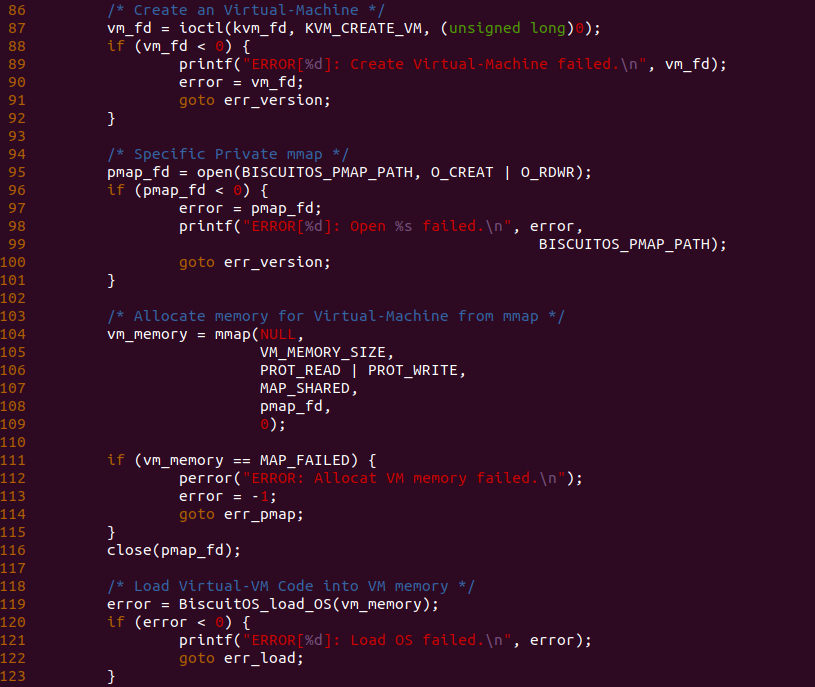 86         /* Create an Virtual-Machine */
87         vm_fd = ioctl(kvm_fd, KVM_CREATE_VM, (unsigned long)0);
88         if (vm_fd < 0) {
89                 printf("ERROR[%d]: Create Virtual-Machine failed.\n", vm_fd);
90                 error = vm_fd;
91                 goto err_version;
92         }
93
94         /* Specific Private mmap */
95         pmap_fd = open(BISCUITOS_PMAP_PATH, O_CREAT | O_RDWR);
96         if (pmap_fd < 0) {
97                 error = pmap_fd;
98                 printf("ERROR[%d]: Open %s failed.\n", error,
99                                                         BISCUITOS_PMAP_PATH);
100                 goto err_version;
101         }
102
103         /* Allocate memory for Virtual-Machine from mmap */
104         vm_memory = mmap(NULL,
105                          VM_MEMORY_SIZE,
106                          PROT_READ | PROT_WRITE,
107                          MAP_SHARED,
108                          pmap_fd,
109                          0);
110
111         if (vm_memory == MAP_FAILED) {
112                 perror("ERROR: Allocat VM memory failed.\n");
113                 error = -1;
114                 goto err_pmap;
115         }
116         close(pmap_fd);
117
118         /* Load Virtual-VM Code into VM memory */
119         error = BiscuitOS_load_OS(vm_memory);
120         if (error < 0) {
121                 printf("ERROR[%d]: Load OS failed.\n", error);
122                 goto err_load;
123         }